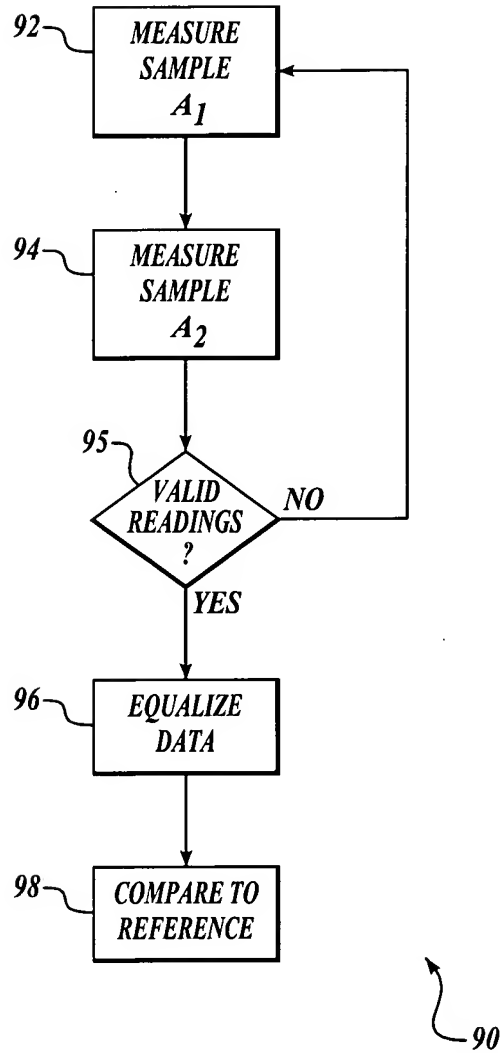 92
MEASURE
SAMPLE
A1
94
MEASURE
SAMPLE
A2
95
VALID
READINGS
?
NO
YES
96
EQUALIZE
DATA
98
COMPARE TO
REFERENCE
90